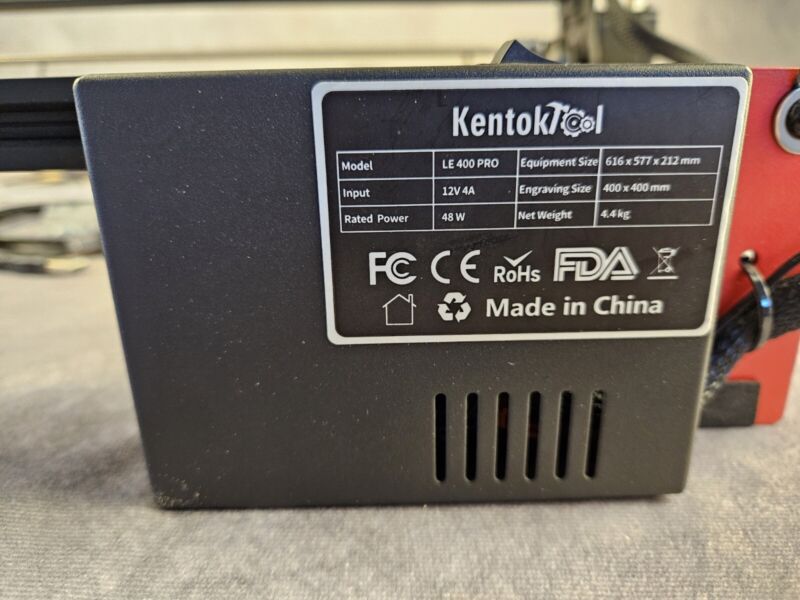 KentokTool
Model LE 400 PRO Equipment Size 616 x 577 x 212 mm
Input 12V 4A Engraving Size 400 x 400 mm
Rated Power 48 W Net Weight 4.4 kg
FC CE RoHS FDA
Made in China